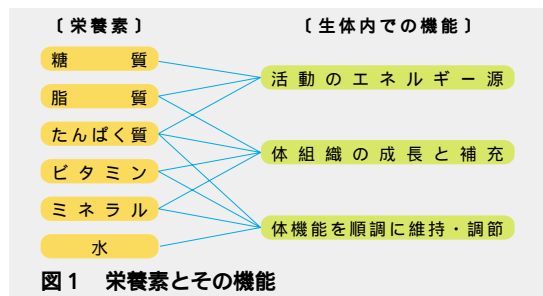 〔栄養素〕 〔生体内での機能〕
糖質
活動のエネルギー源
脂質
たんぱく質
体組織の成長と補充
ビタミン
ミネラル
体機能を順調に維持・調節
水
図1 栄養素とその機能